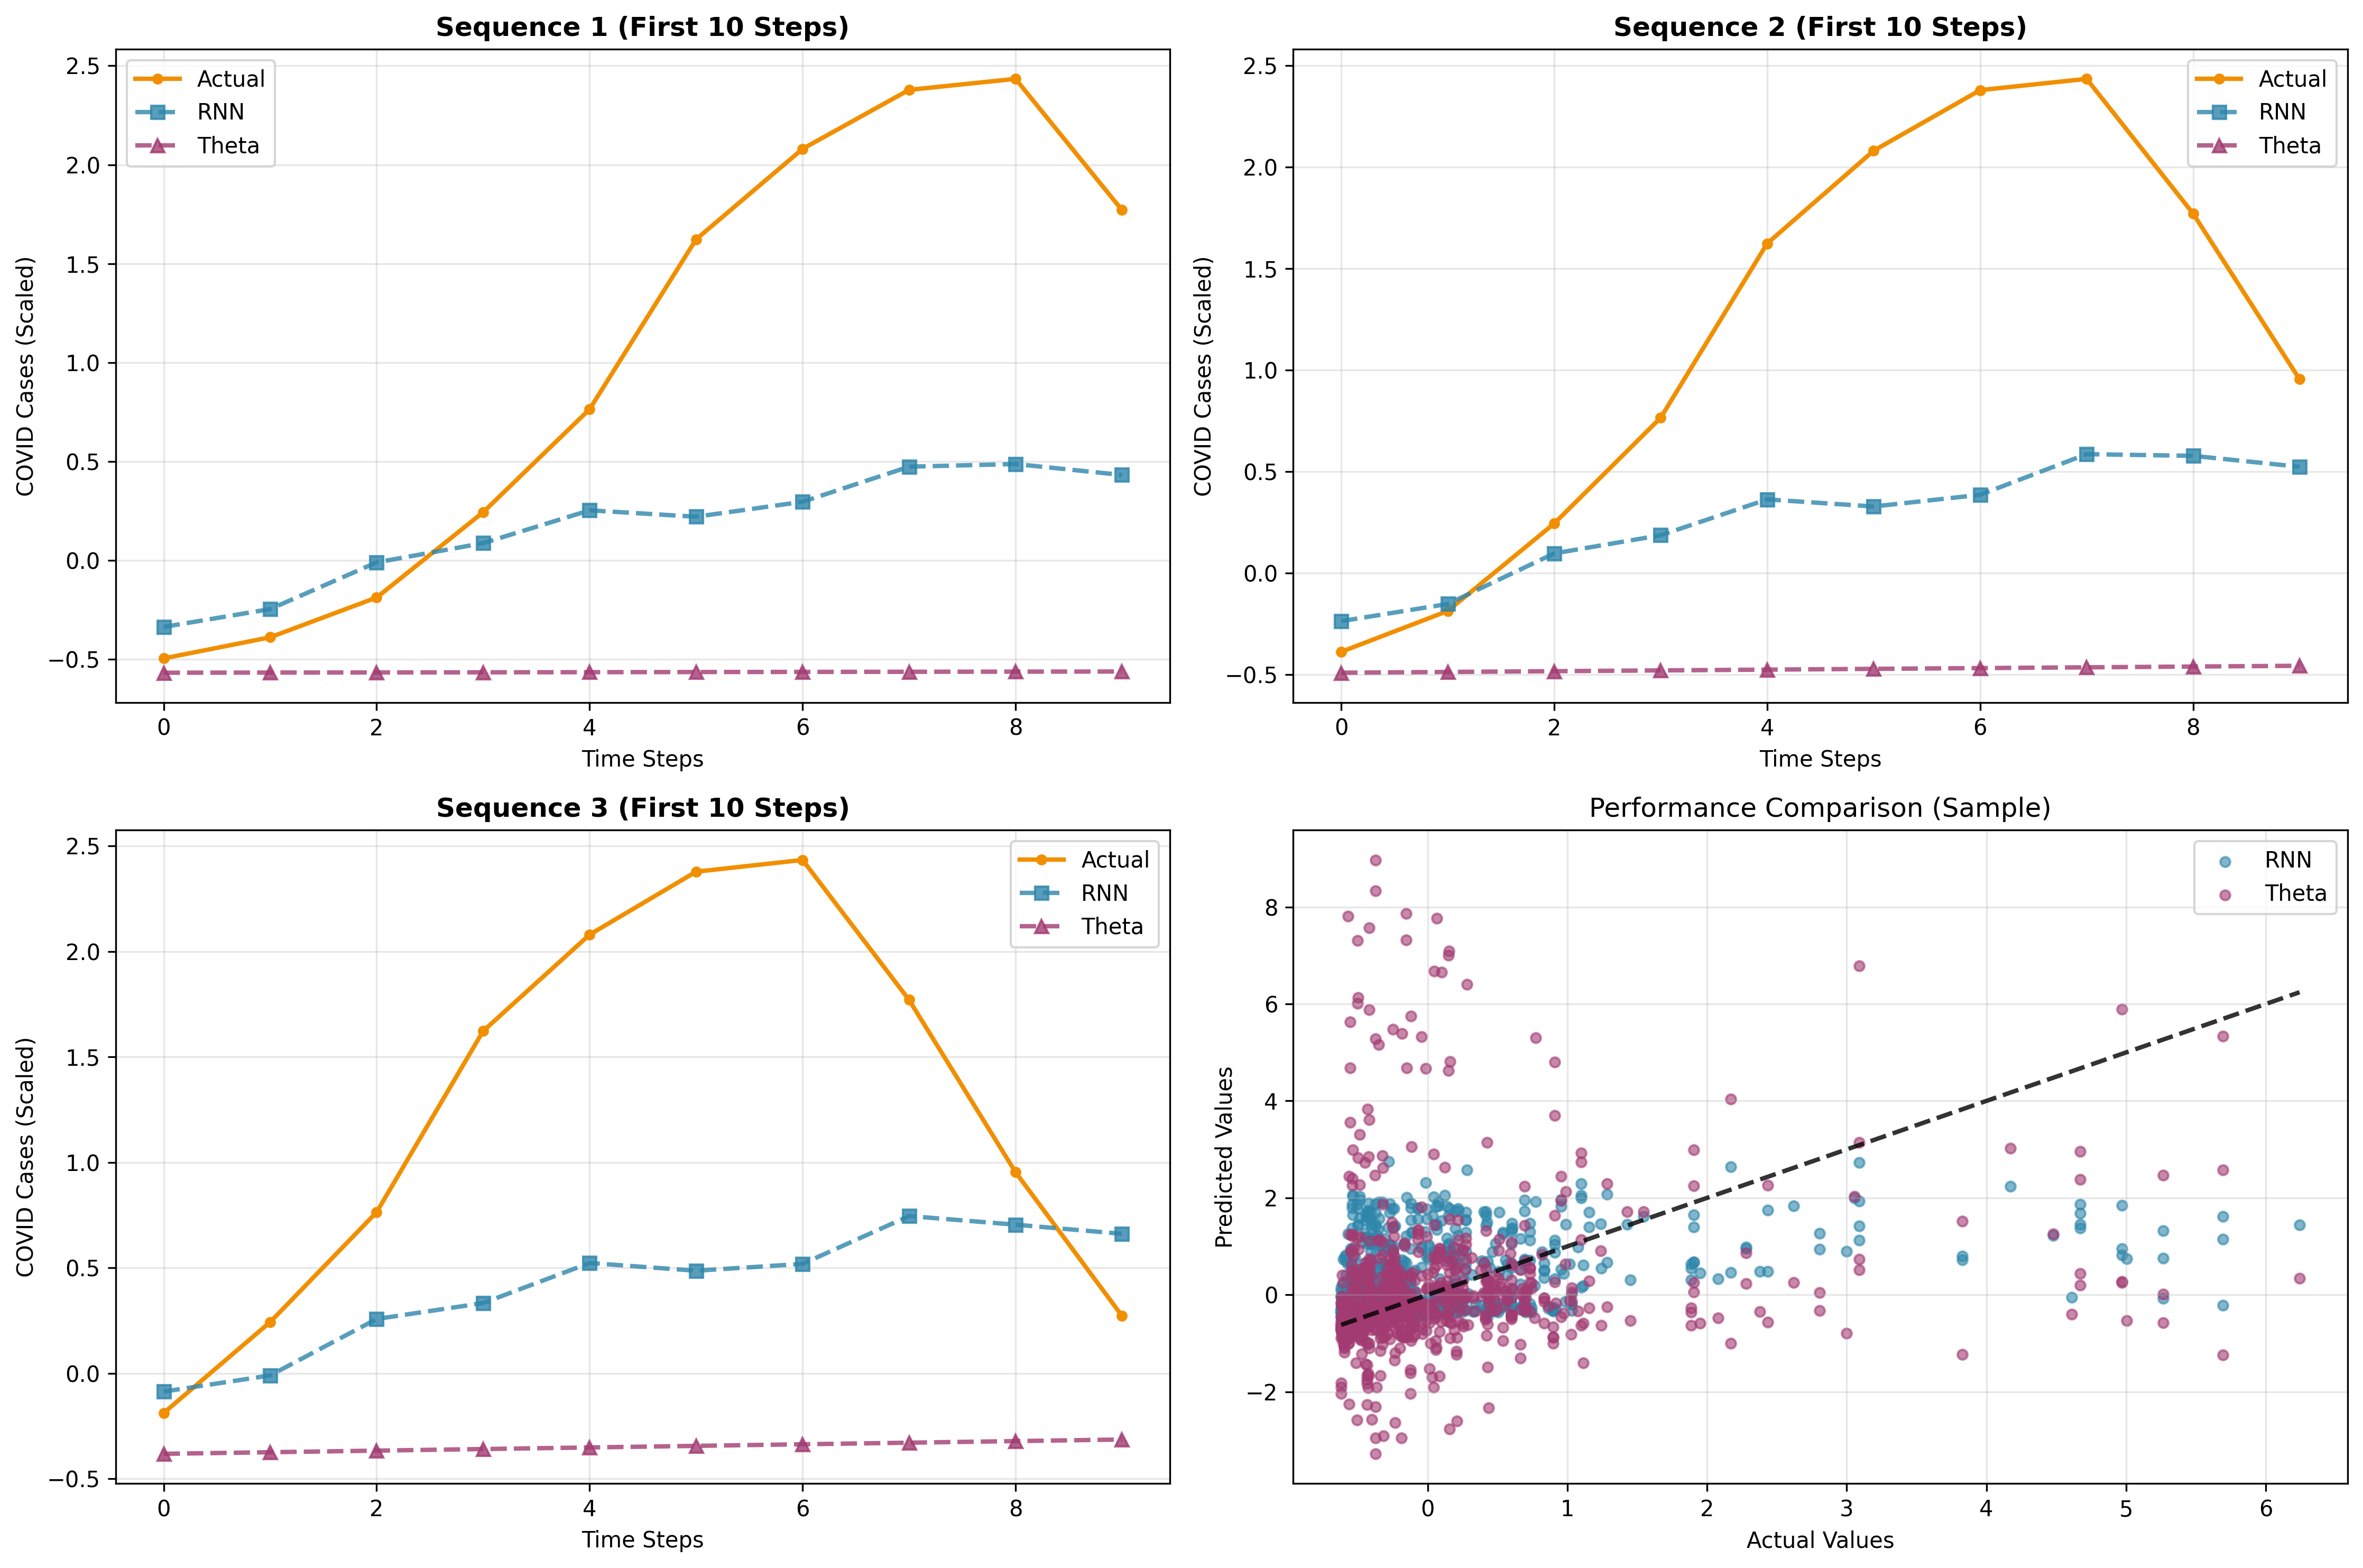 Sequence 1 (First 10 Steps)
COVID Cases (Scaled)
2.5
2.0
1.5
1.0
0.5
0.0
−0.5
Actual
RNN
Theta
0 2 4 6 8
Time Steps
Sequence 2 (First 10 Steps)
COVID Cases (Scaled)
2.5
2.0
1.5
1.0
0.5
0.0
−0.5
Actual
RNN
Theta
0 2 4 6 8
Time Steps
Sequence 3 (First 10 Steps)
COVID Cases (Scaled)
2.5
2.0
1.5
1.0
0.5
0.0
−0.5
Actual
RNN
Theta
0 2 4 6 8
Time Steps
Performance Comparison (Sample)
Predicted Values
8
6
4
2
0
−2
RNN
Theta
0 1 2 3 4 5 6
Actual Values